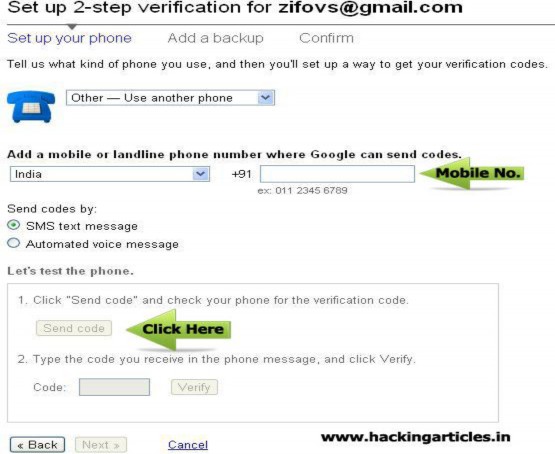 Set up 2-step verification for zifovs@gmail.com
Set up your phone Add a backup Confirm
Tell us what kind of phone you use, and then you'll set up a way to get your verification codes.
Other — Use another phone
Add a mobile or landline phone number where Google can send codes.
India +91 Mobile No.
ex: 011 2345 6789
Send codes by:
SMS text message
Automated voice message
Let's test the phone.
1. Click "Send code" and check your phone for the verification code.
Send code Click Here
2. Type the code you receive in the phone message, and click Verify.
Code: Verify
« Back Next » Cancel www.hackingarticles.in